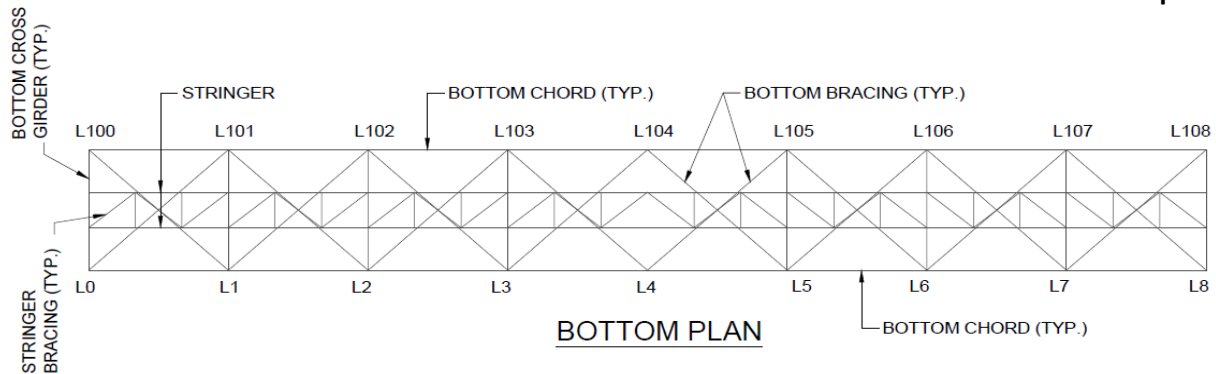 BOTTOM CROSS
GIRDER (TYP.)
STRINGER
BOTTOM CHORD (TYP.)
BOTTOM BRACING (TYP.)
L100
L101
L102
L103
L104
L105
L106
L107
L108
STRINGER
BRACING (TYP.)
L0
L1
L2
L3
L4
L5
L6
L7
L8
BOTTOM PLAN
BOTTOM CHORD (TYP.)